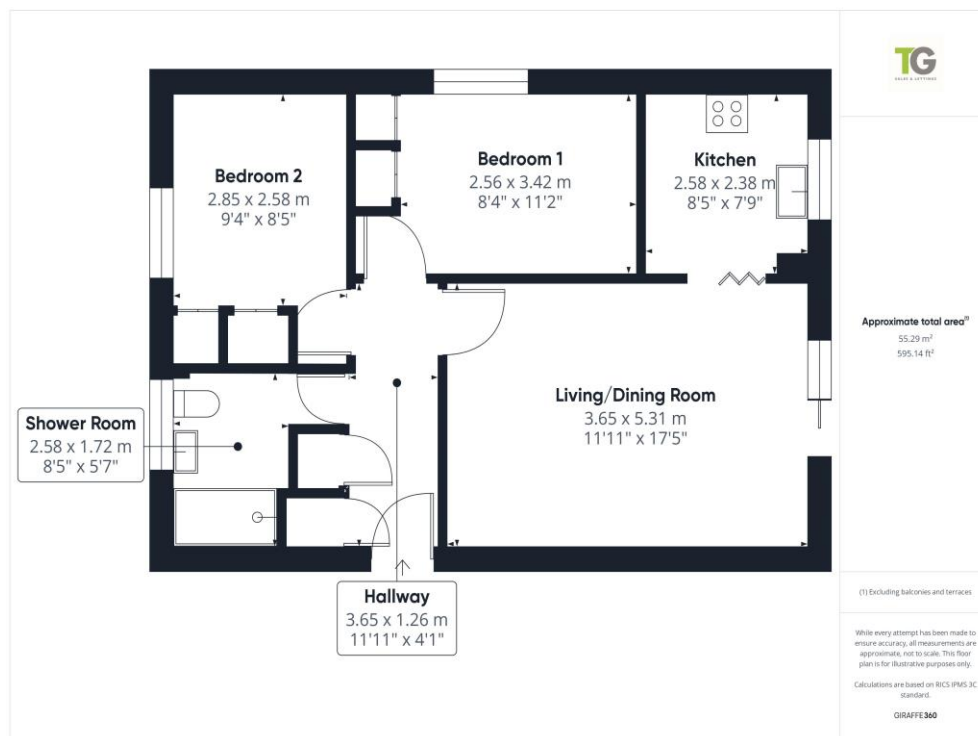 TG
SALES & LETTINGS
Bedroom 2
2.85 x 2.58 m
9'4" x 8'5"
Bedroom 1
2.56 x 3.42 m
8'4" x 11'2"
Kitchen
2.58 x 2.38 m
8'5" x 7'9"
Living/Dining Room
3.65 x 5.31 m
11'11" x 17'5"
Shower Room
2.58 x 1.72 m
8'5" x 5'7"
Hallway
3.65 x 1.26 m
11'11" x 4'1"
Approximate total area(1)
55.29 m²
595.14 ft²
(1) Excluding balconies and terraces
While every attempt has been made to
ensure accuracy, all measurements are
approximate, not to scale. This floor
plan is for illustrative purposes only.
Calculations are based on RICS IPMS 3C
standard.
GIRAFFE360